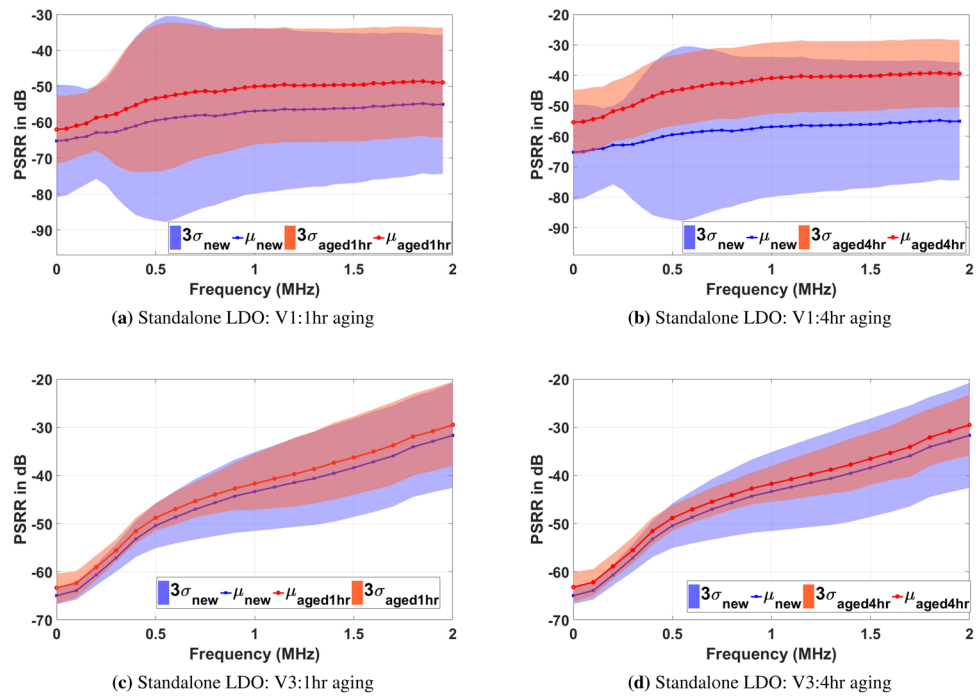 -30
-40
-50
-60
-70
-80
-90
PSRR in dB
3σnew μnew 3σaged1hr μaged1hr
0 0.5 1 1.5 2
Frequency (MHz)
(a) Standalone LDO: V1:1hr aging
-20
-30
-40
-50
-60
-70
-80
-90
PSRR in dB
3σnew μnew 3σaged4hr μaged4hr
0 0.5 1 1.5 2
Frequency (MHz)
(b) Standalone LDO: V1:4hr aging
-20
-30
-40
-50
-60
-70
PSRR in dB
3σnew μnew μaged1hr 3σaged1hr
0 0.5 1 1.5 2
Frequency (MHz)
(c) Standalone LDO: V3:1hr aging
-20
-30
-40
-50
-60
-70
PSRR in dB
3σnew μnew 3σaged4hr μaged4hr
0 0.5 1 1.5 2
Frequency (MHz)
(d) Standalone LDO: V3:4hr aging